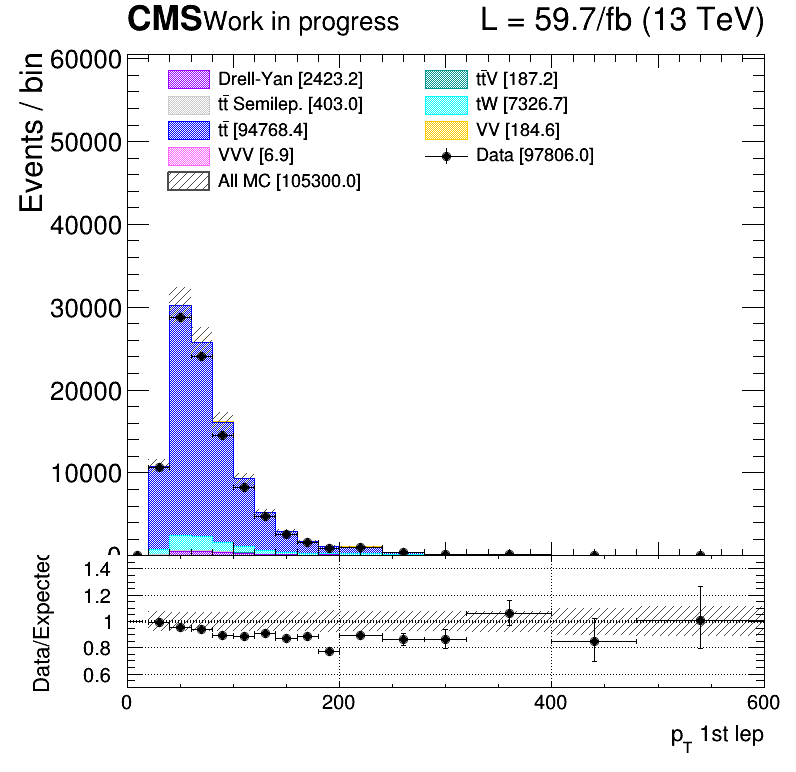 CMS Work in progress L = 59.7/fb (13 TeV)
Events / bin
60000
50000
40000
30000
20000
10000
0
Drell-Yan [2423.2]
tt̄ Semilep. [403.0]
tt̄ [94768.4]
VVV [6.9]
All MC [105300.0]
tt̄V [187.2]
tW [7326.7]
VV [184.6]
Data [97806.0]
Data/Expected
1.4
1.2
1
0.8
0.6
0 200 400 600
p_T 1st lep